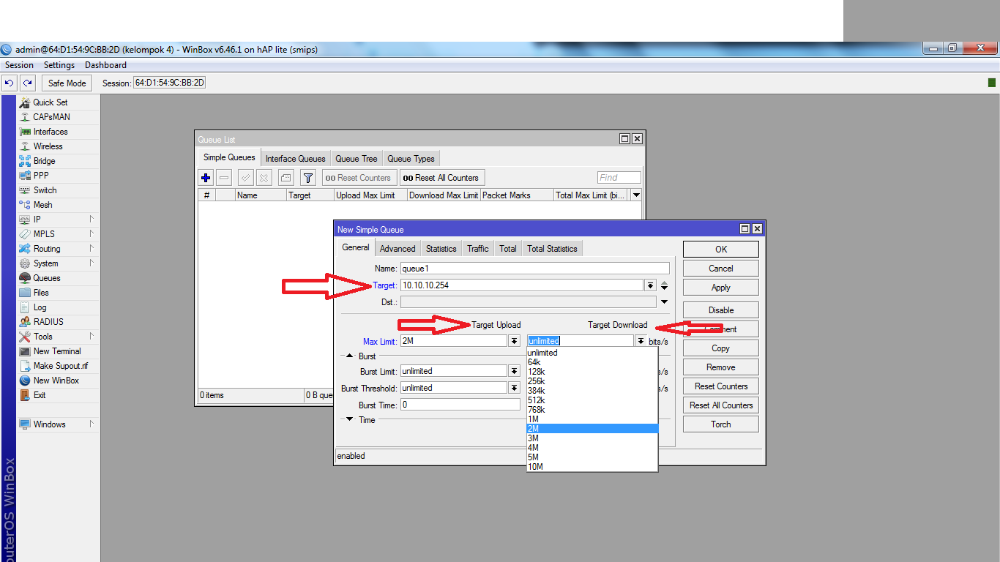 admin@64:D1:54:9C:BB:2D (kelompok 4) - WinBox v6.46.1 on hAP lite (smips)
Session Settings Dashboard
Safe Mode Session: 64:D1:54:9C:BB:2D
Quick Set
CAPsMAN
Interfaces
Wireless
Bridge
PPP
Switch
Mesh
IP
MPLS
Routing
System
Queues
Files
Log
RADIUS
Tools
New Terminal
Make Supout.rif
New WinBox
Exit
Windows
outerOS WinBox
Queue List
Simple Queues Interface Queues Queue Tree Queue Types
00 Reset Counters 00 Reset All Counters Find
# Name Target Upload Max Limit Download Max Limit Packet Marks Total Max Limit (bi...
0 items 0 B que
New Simple Queue
General Advanced Statistics Traffic Total Total Statistics
Name: queue1
Target: 10.10.10.254
Dst.:
Target Upload Target Download
Max Limit: 2M unlimited bits/s
Burst
Burst Limit: unlimited s/s
Burst Threshold: unlimited s/s
Burst Time: 0
Time
enabled
unlimited
64k
128k
256k
384k
512k
768k
1M
2M
3M
4M
5M
10M
OK
Cancel
Apply
Disable
Comment
Copy
Remove
Reset Counters
Reset All Counters
Torch